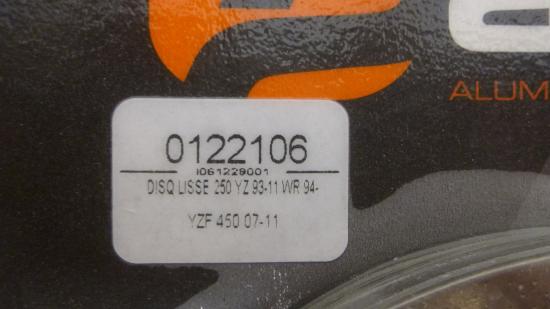 ALUM
0122106
I061229001
DISQ LISSE 250 YZ 93-11 WR 94-
YZF 450 07-11